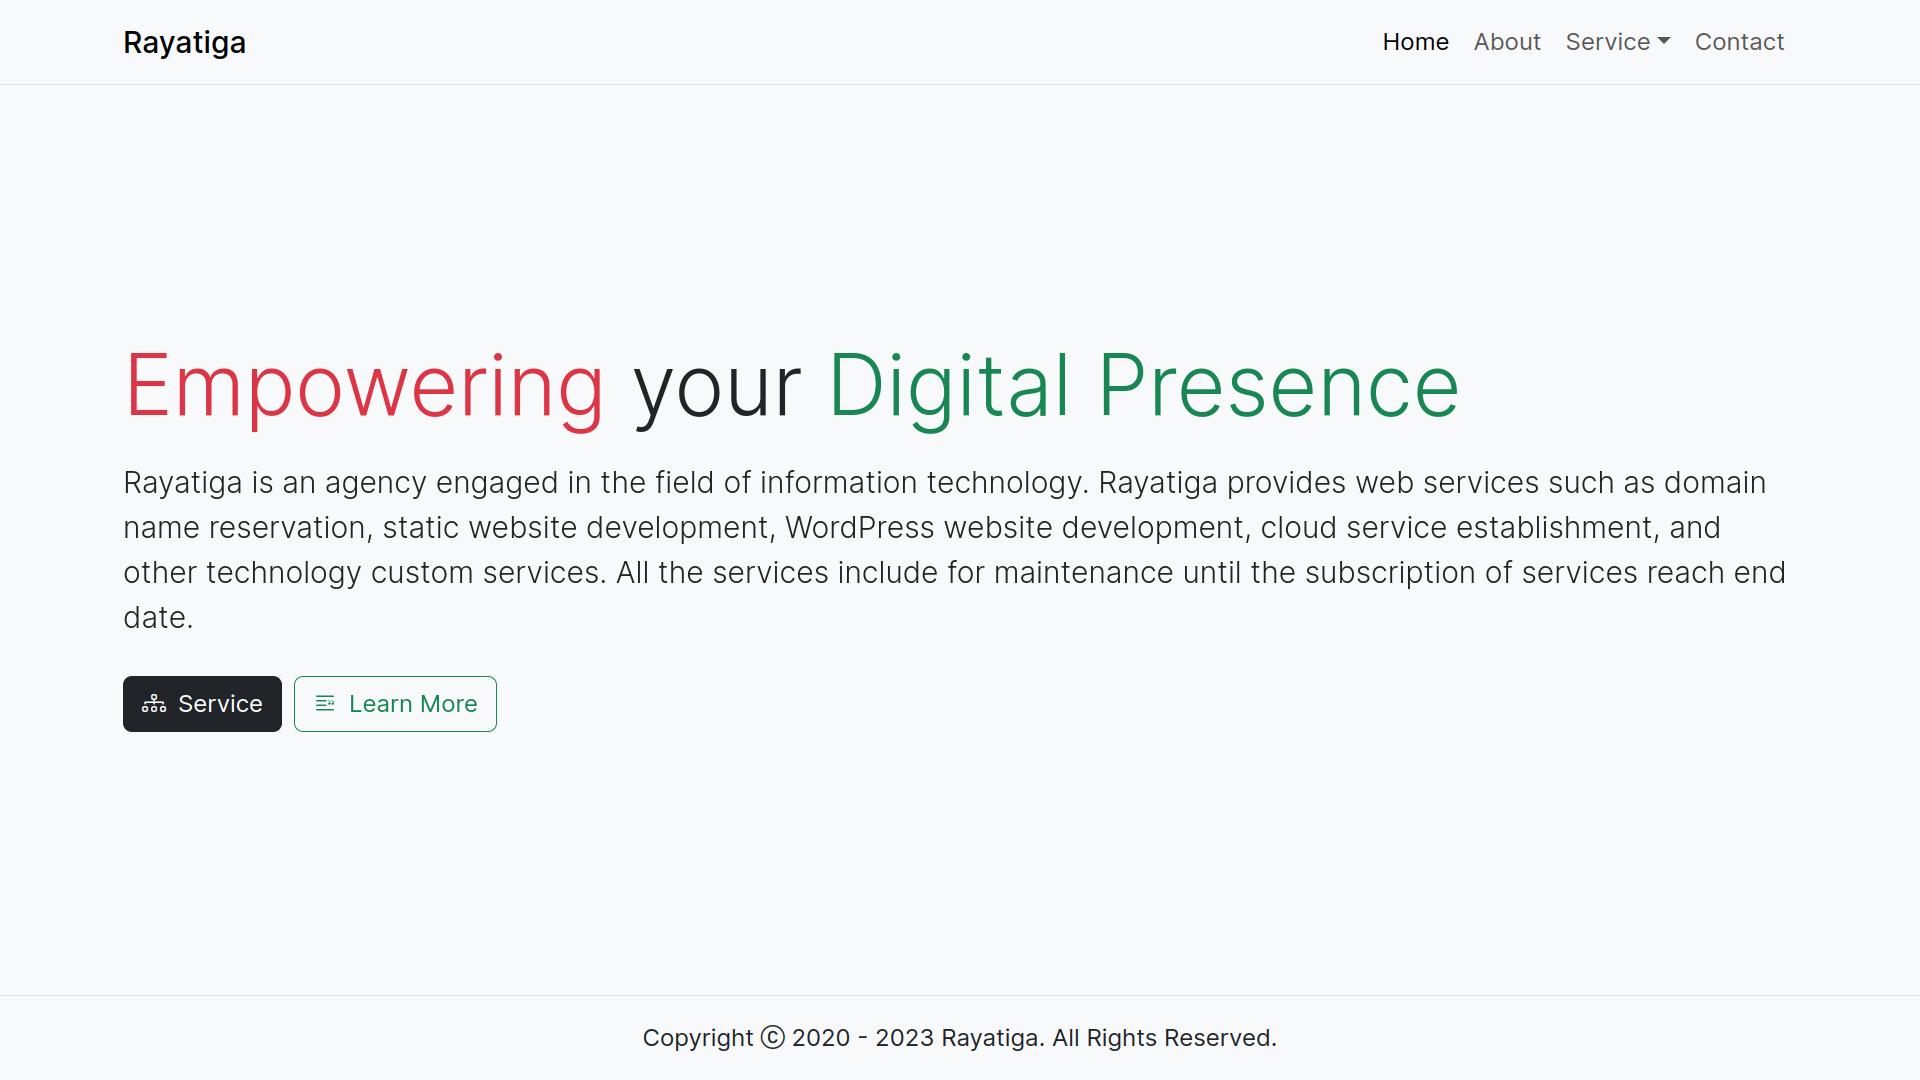 Rayatiga
Home About Service Contact
Empowering your Digital Presence
Rayatiga is an agency engaged in the field of information technology. Rayatiga provides web services such as domain
name reservation, static website development, WordPress website development, cloud service establishment, and
other technology custom services. All the services include for maintenance until the subscription of services reach end
date.
Service Learn More
Copyright © 2020 - 2023 Rayatiga. All Rights Reserved.